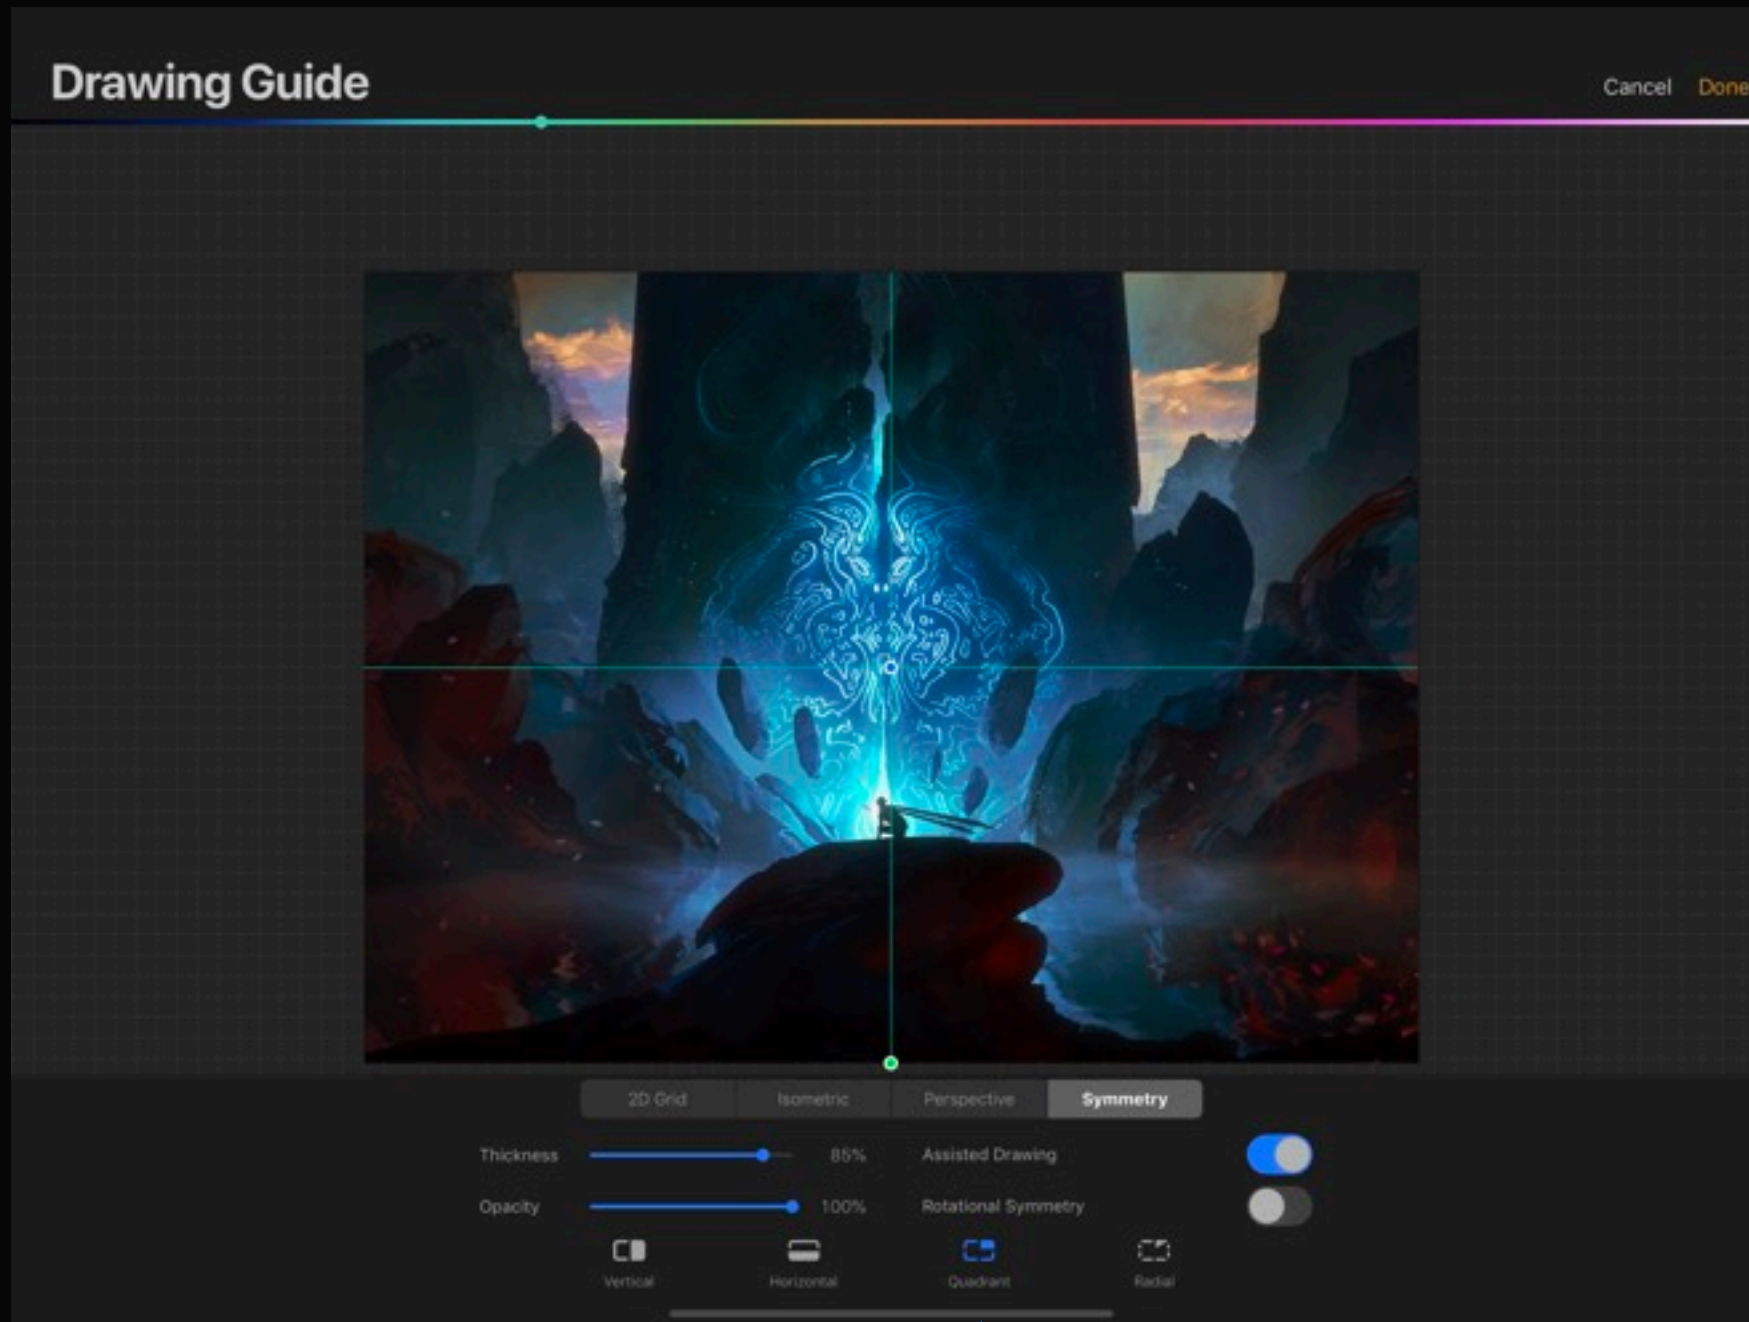 Drawing Guide
Cancel Done
2D Grid Isometric Perspective Symmetry
Thickness 85% Assisted Drawing
Opacity 100% Rotational Symmetry
Vertical Horizontal Quadrant Radial